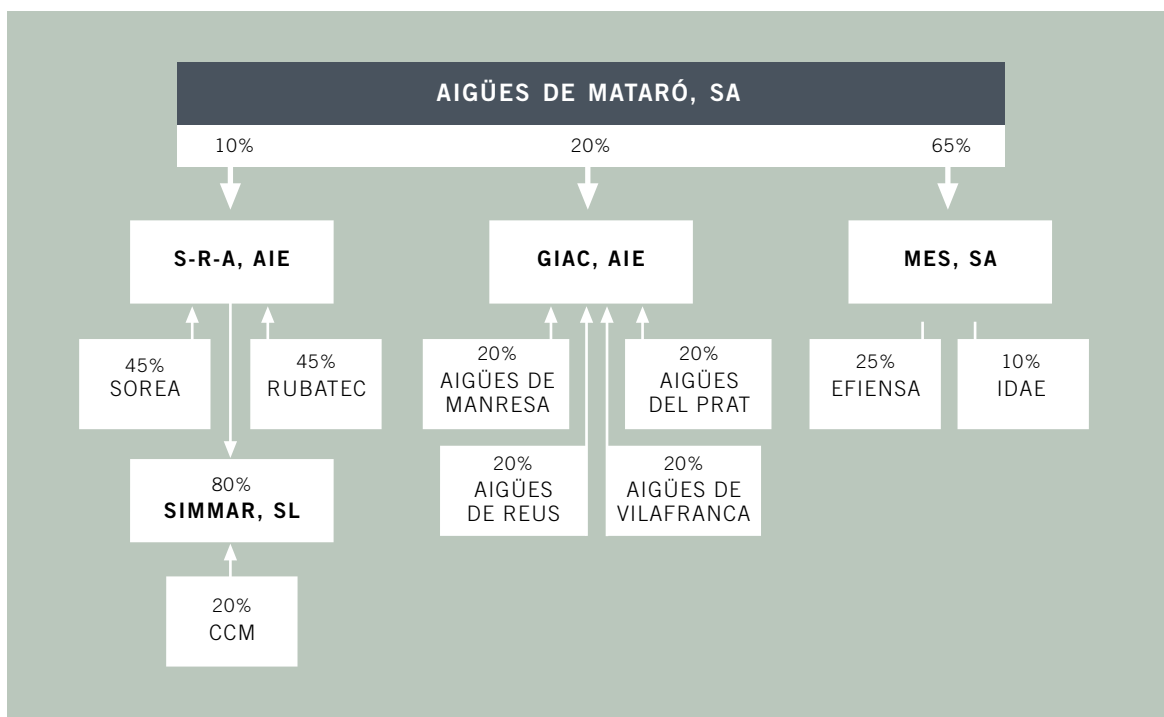 AIGÜES DE MATARÓ, SA
10%
20%
65%
S-R-A, AIE
GIAC, AIE
MES, SA
45%
SOREA
45%
RUBATEC
20%
AIGÜES DE
MANRESA
20%
AIGÜES
DEL PRAT
25%
EFIENSA
10%
IDAE
80%
SIMMAR, SL
20%
AIGÜES
DE REUS
20%
AIGÜES DE
VILAFRANCA
20%
CCM